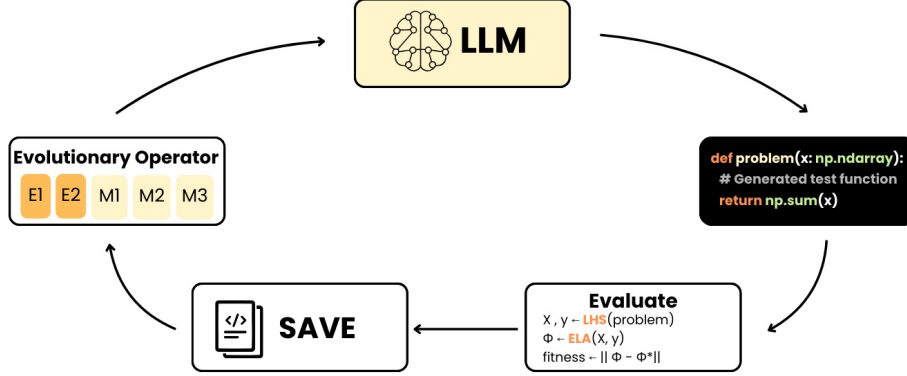 LLM
Evolutionary Operator
E1 E2 M1 M2 M3
def problem(x: np.ndarray):
# Generated test function
return np.sum(x)
</> SAVE
Evaluate
X , y ← LHS(problem)
Φ ← ELA(X, y)
fitness ← || Φ - Φ*||